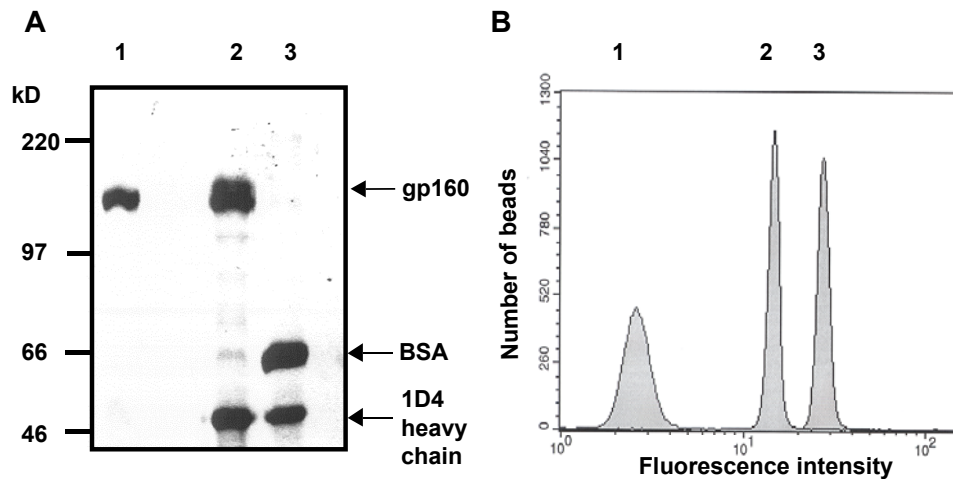 A
1 2 3
kD
220
97
66
46
gp160
BSA
1D4
heavy
chain
B
1 2 3
Number of beads
1300
1040
780
520
260
0
10⁰ 10¹ 10²
Fluorescence intensity